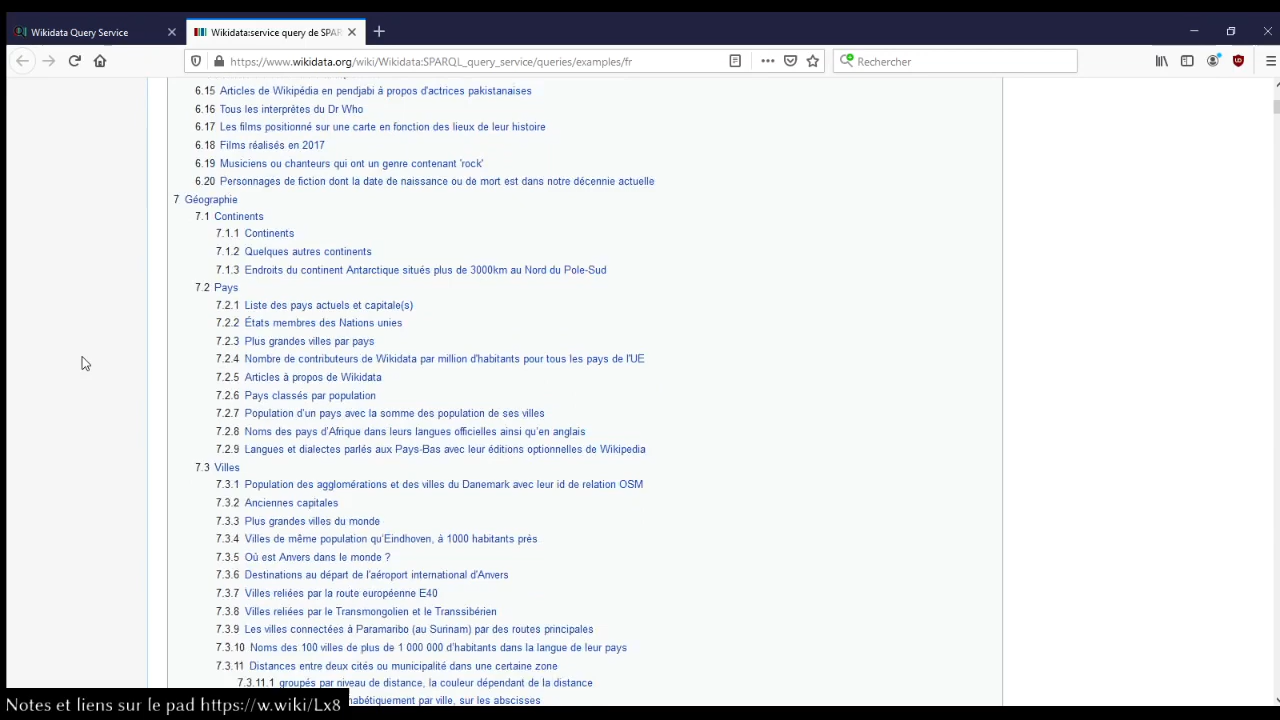 Wikidata Query Service
Wikidata:service query de SPAR
https://www.wikidata.org/wiki/Wikidata:SPARQL_query_service/queries/examples/fr
Rechercher
6.15 Articles de Wikipédia en pendjabi à propos d'actrices pakistanaises
6.16 Tous les interprètes du Dr Who
6.17 Les films positionné sur une carte en fonction des lieux de leur histoire
6.18 Films réalisés en 2017
6.19 Musiciens ou chanteurs qui ont un genre contenant 'rock'
6.20 Personnages de fiction dont la date de naissance ou de mort est dans notre décennie actuelle
7 Géographie
7.1 Continents
7.1.1 Continents
7.1.2 Quelques autres continents
7.1.3 Endroits du continent Antarctique situés plus de 3000km au Nord du Pole-Sud
7.2 Pays
7.2.1 Liste des pays actuels et capitale(s)
7.2.2 États membres des Nations unies
7.2.3 Plus grandes villes par pays
7.2.4 Nombre de contributeurs de Wikidata par million d'habitants pour tous les pays de l'UE
7.2.5 Articles à propos de Wikidata
7.2.6 Pays classés par population
7.2.7 Population d'un pays avec la somme des population de ses villes
7.2.8 Noms des pays d'Afrique dans leurs langues officielles ainsi qu'en anglais
7.2.9 Langues et dialectes parlés aux Pays-Bas avec leur éditions optionnelles de Wikipedia
7.3 Villes
7.3.1 Population des agglomérations et des villes du Danemark avec leur id de relation OSM
7.3.2 Anciennes capitales
7.3.3 Plus grandes villes du monde
7.3.4 Villes de même population qu'Eindhoven, à 1000 habitants prés
7.3.5 Où est Anvers dans le monde ?
7.3.6 Destinations au départ de l'aéroport international d'Anvers
7.3.7 Villes reliées par la route européenne E40
7.3.8 Villes reliées par le Transmongolien et le Transsibérien
7.3.9 Les villes connectées à Paramaribo (au Surinam) par des routes principales
7.3.10 Noms des 100 villes de plus de 1 000 000 d'habitants dans la langue de leur pays
7.3.11 Distances entre deux cités ou municipalité dans une certaine zone
7.3.11.1 groupés par niveau de distance, la couleur dépendant de la distance
habétiquement par ville, sur les abscisses
Notes et liens sur le pad https://w.wiki/Lx8